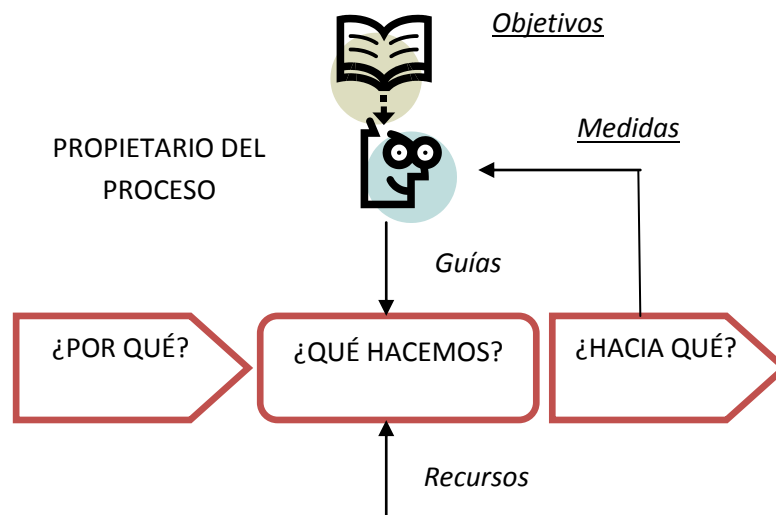 Objetivos
Medidas
PROPIETARIO DEL
PROCESO
Guías
¿POR QUÉ?
¿QUÉ HACEMOS?
¿HACIA QUÉ?
Recursos